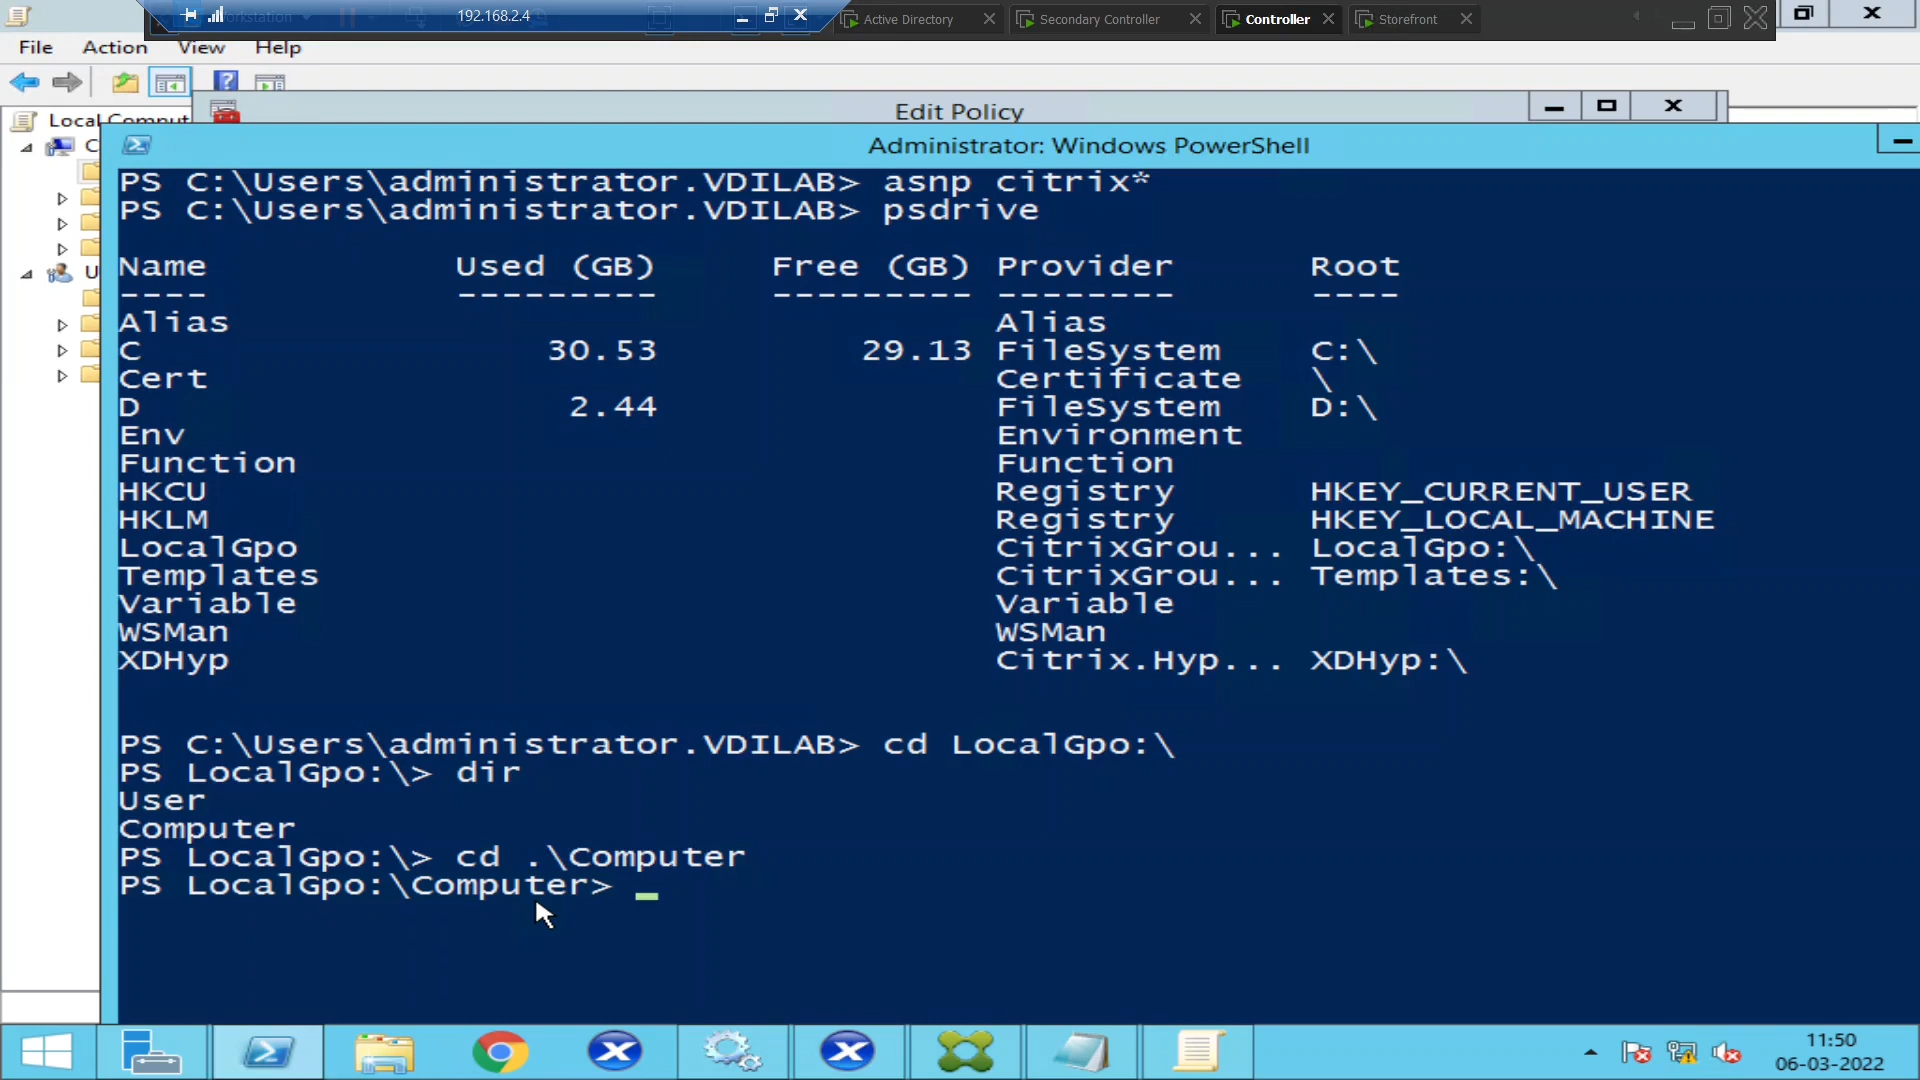 192.168.2.4
Active Directory
Secondary Controller
Controller
Storefront
File Action View Help
Edit Policy
Administrator: Windows PowerShell
PS C:\Users\administrator.VDILAB> asnp citrix*
PS C:\Users\administrator.VDILAB> psdrive
Name Used (GB) Free (GB) Provider Root
---- --------- --------- -------- ----
Alias Alias
C 30.53 29.13 FileSystem C:\
Cert Certificate \
D 2.44 FileSystem D:\
Env Environment
Function Function
HKCU Registry HKEY_CURRENT_USER
HKLM Registry HKEY_LOCAL_MACHINE
LocalGpo CitrixGrou... LocalGpo:\
Templates CitrixGrou... Templates:\
Variable Variable
WSMan WSMan
XDHyp Citrix.Hyp... XDHyp:\
PS C:\Users\administrator.VDILAB> cd LocalGpo:\
PS LocalGpo:\> dir
User
Computer
PS LocalGpo:\> cd .\Computer
PS LocalGpo:\Computer>
11:50
06-03-2022